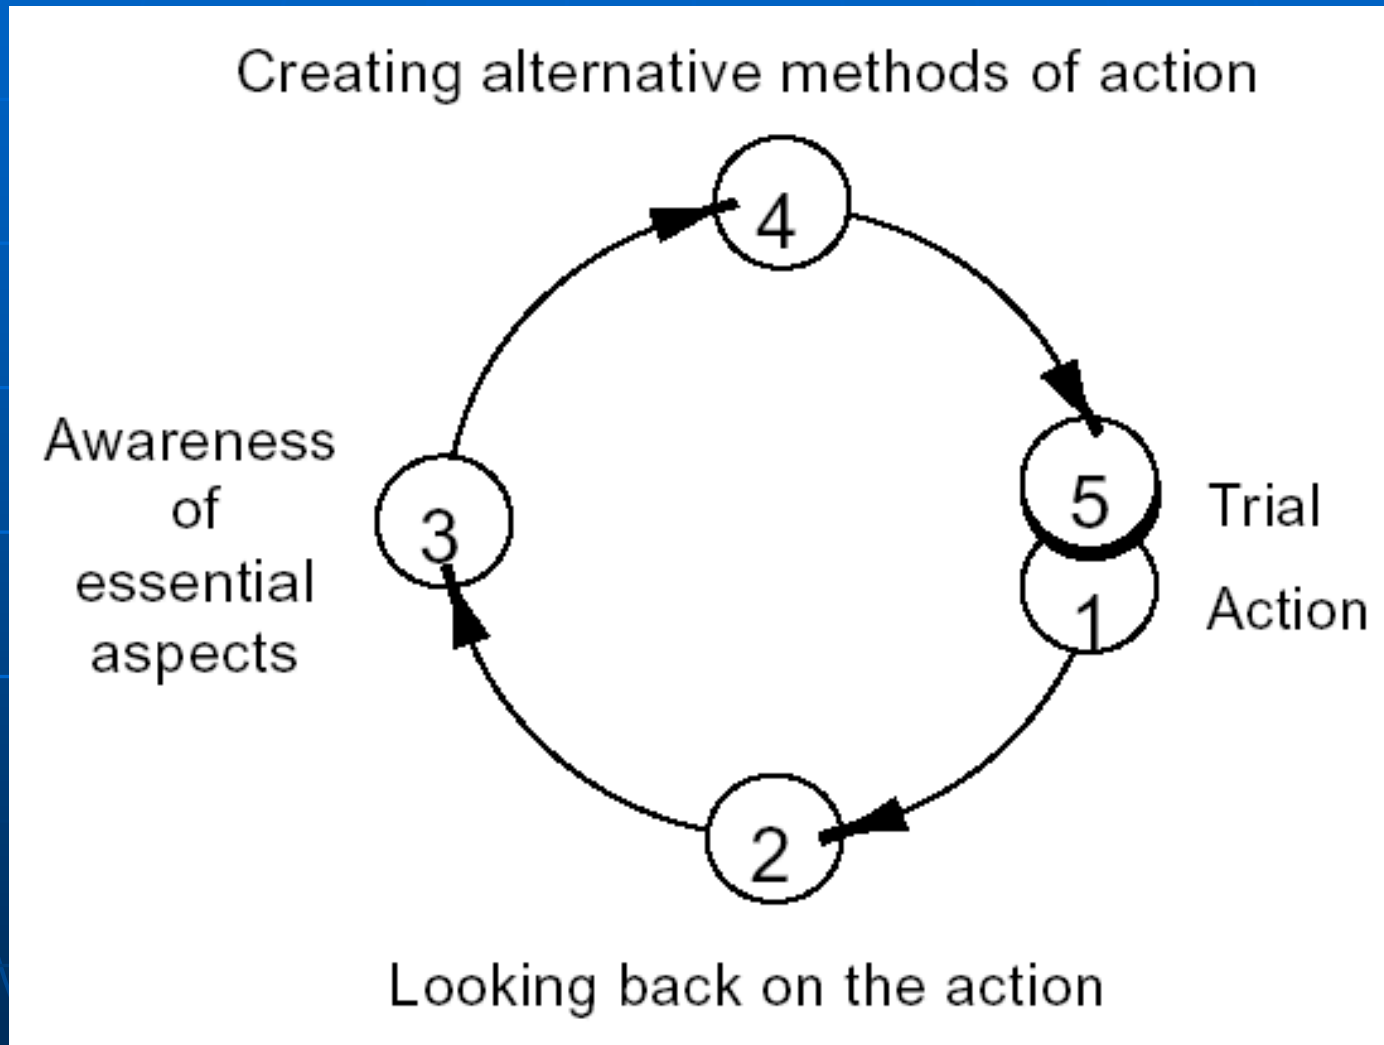 Creating alternative methods of action
4
Awareness
of
essential
aspects
3
5
Trial
1
Action
2
Looking back on the action